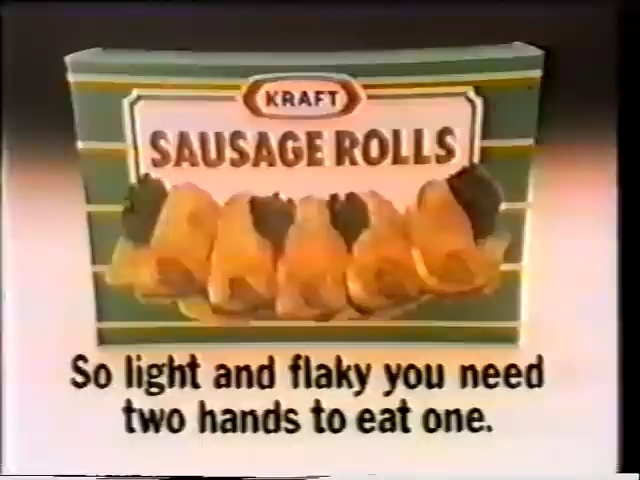 KRAFT
SAUSAGE ROLLS
So light and flaky you need
two hands to eat one.